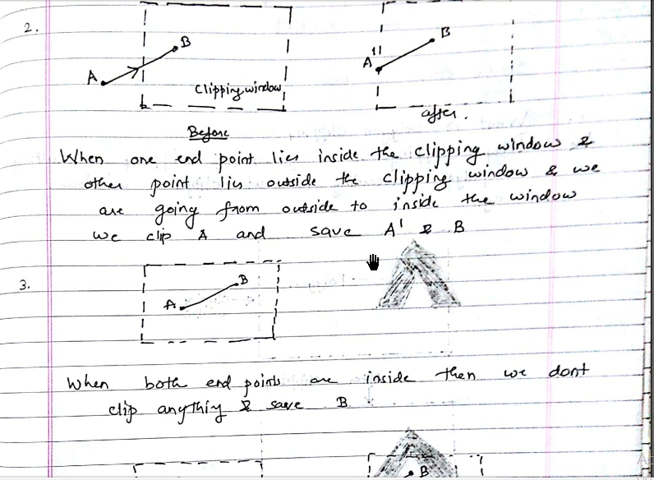 2.
A B
Clipping window
A' B
Before
after.
When one end point lies inside the clipping window &
other point lis outside the clipping window & we
are going from outside to inside the window
we clip A and save A' & B
3.
A B
When both end points are inside then we dont
clip anythig & save B
B